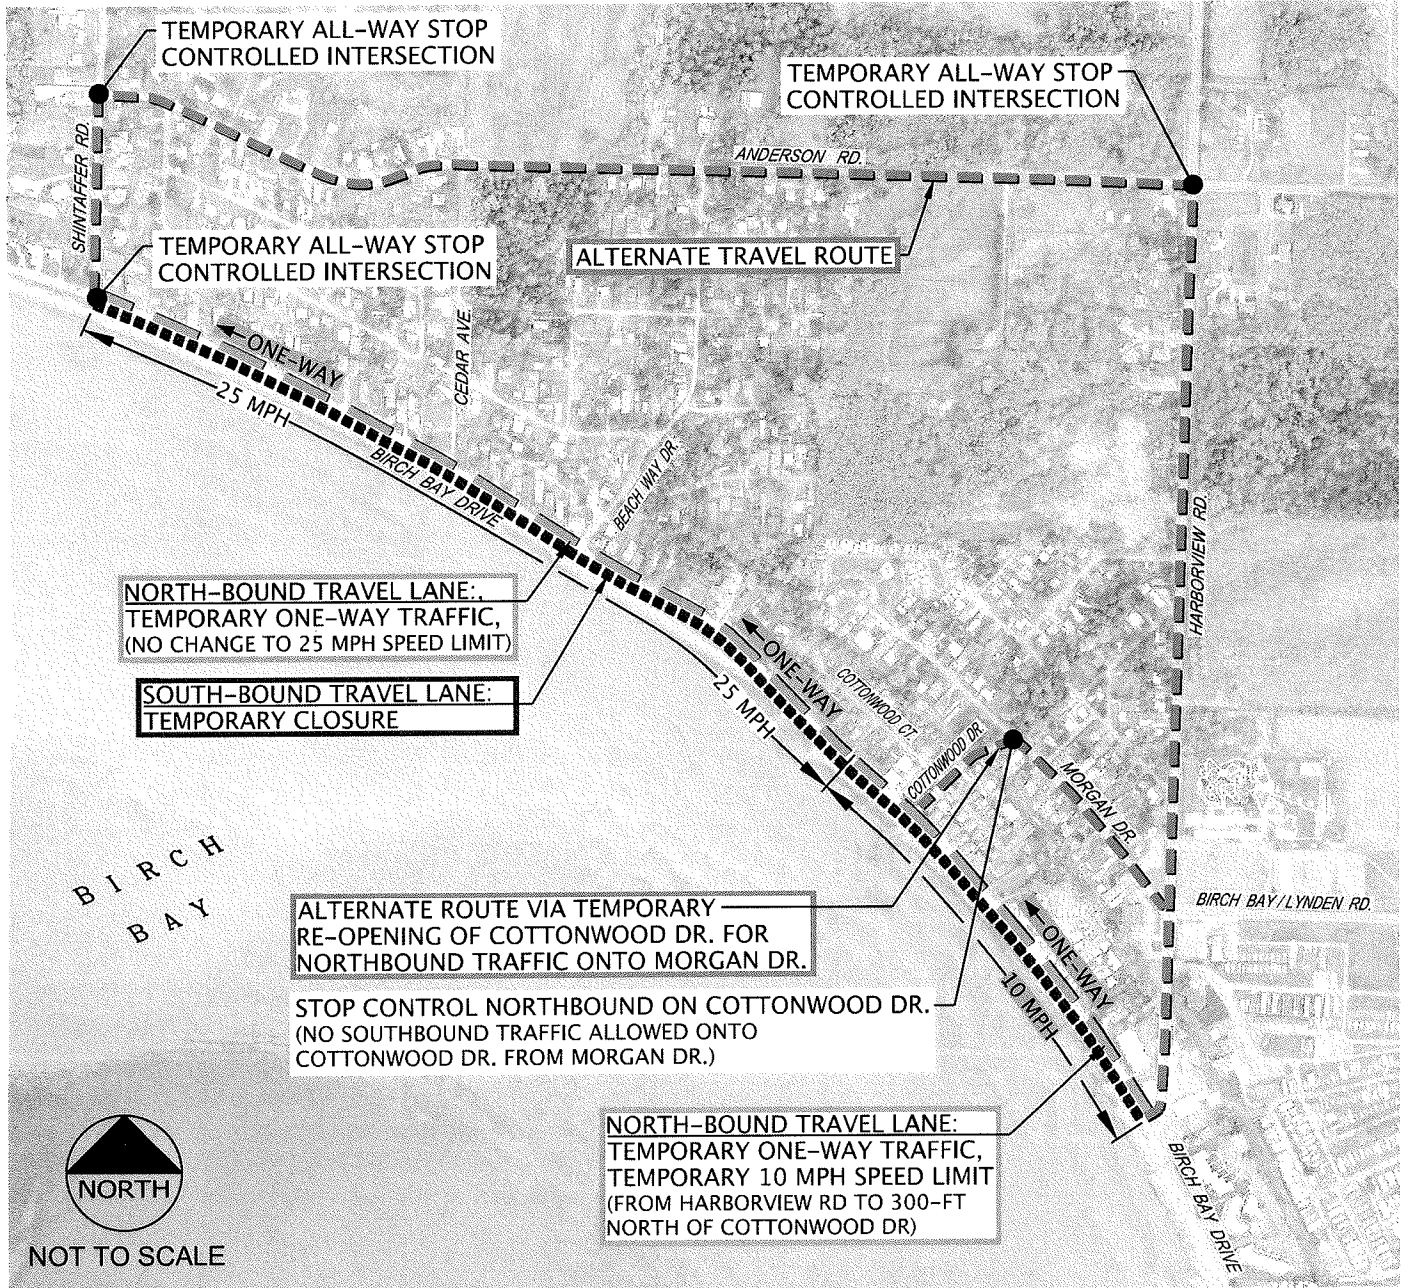 TEMPORARY ALL-WAY STOP
CONTROLLED INTERSECTION
TEMPORARY ALL-WAY STOP
CONTROLLED INTERSECTION
SHINTAFFER RD.
ANDERSON RD.
TEMPORARY ALL-WAY STOP
CONTROLLED INTERSECTION
ALTERNATE TRAVEL ROUTE
ONE-WAY
25 MPH
CEDAR AVE.
BIRCH BAY DRIVE
BEACH WAY DR.
HARBORVIEW RD.
NORTH-BOUND TRAVEL LANE:,
TEMPORARY ONE-WAY TRAFFIC,
(NO CHANGE TO 25 MPH SPEED LIMIT)
SOUTH-BOUND TRAVEL LANE:
TEMPORARY CLOSURE
ONE-WAY
25 MPH
COTTONWOOD CT.
COTTONWOOD DR.
MORGAN DR.
BIRCH
BAY
BIRCH BAY/LYNDEN RD.
ALTERNATE ROUTE VIA TEMPORARY
RE-OPENING OF COTTONWOOD DR. FOR
NORTHBOUND TRAFFIC ONTO MORGAN DR.
ONE-WAY
10 MPH
STOP CONTROL NORTHBOUND ON COTTONWOOD DR.
(NO SOUTHBOUND TRAFFIC ALLOWED ONTO
COTTONWOOD DR. FROM MORGAN DR.)
NORTH-BOUND TRAVEL LANE:
TEMPORARY ONE-WAY TRAFFIC,
TEMPORARY 10 MPH SPEED LIMIT
(FROM HARBORVIEW RD TO 300-FT
NORTH OF COTTONWOOD DR)
BIRCH BAY DRIVE
NORTH
NOT TO SCALE